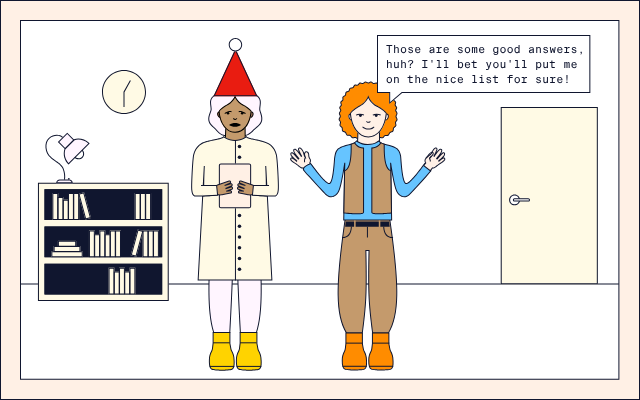 Those are some good answers,
huh? I'll bet you'll put me
on the nice list for sure!